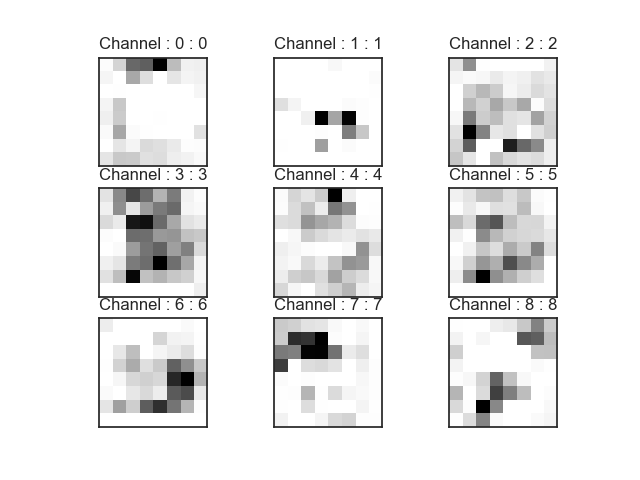 Channel : 0 : 0
Channel : 1 : 1
Channel : 2 : 2
Channel : 3 : 3
Channel : 4 : 4
Channel : 5 : 5
Channel : 6 : 6
Channel : 7 : 7
Channel : 8 : 8